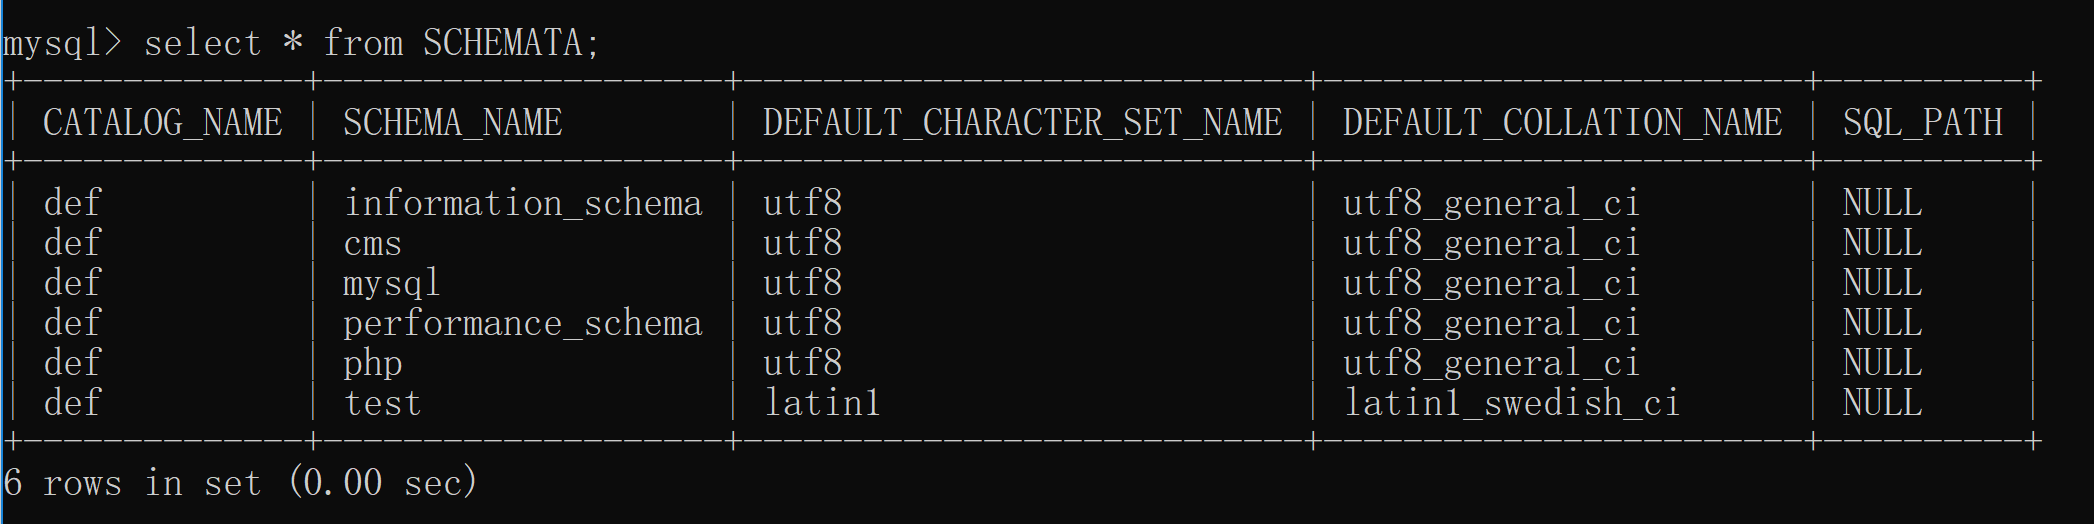 mysql> select * from SCHEMATA;
+--------------+--------------------+----------------------------+------------------------+----------+
| CATALOG_NAME | SCHEMA_NAME        | DEFAULT_CHARACTER_SET_NAME | DEFAULT_COLLATION_NAME | SQL_PATH |
+--------------+--------------------+----------------------------+------------------------+----------+
| def          | information_schema | utf8                       | utf8_general_ci        | NULL     |
| def          | cms                | utf8                       | utf8_general_ci        | NULL     |
| def          | mysql              | utf8                       | utf8_general_ci        | NULL     |
| def          | performance_schema | utf8                       | utf8_general_ci        | NULL     |
| def          | php                | utf8                       | utf8_general_ci        | NULL     |
| def          | test               | latin1                     | latin1_swedish_ci      | NULL     |
+--------------+--------------------+----------------------------+------------------------+----------+
6 rows in set (0.00 sec)